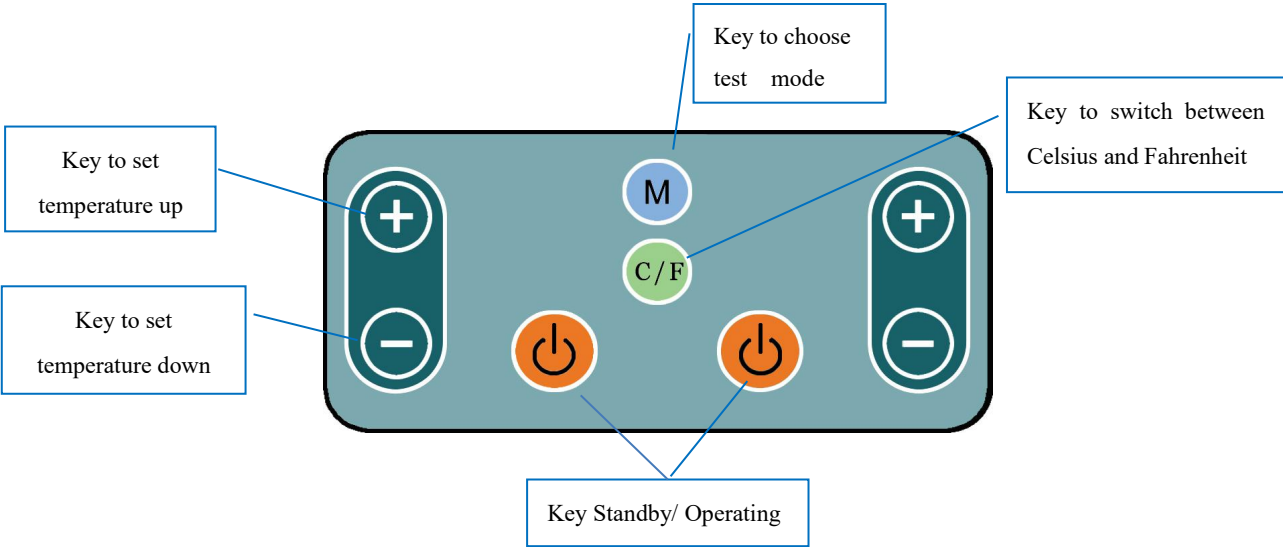 Key to choose
test mode
Key to switch between
Celsius and Fahrenheit
Key to set
temperature up
M
C/F
Key to set
temperature down
Key Standby/ Operating